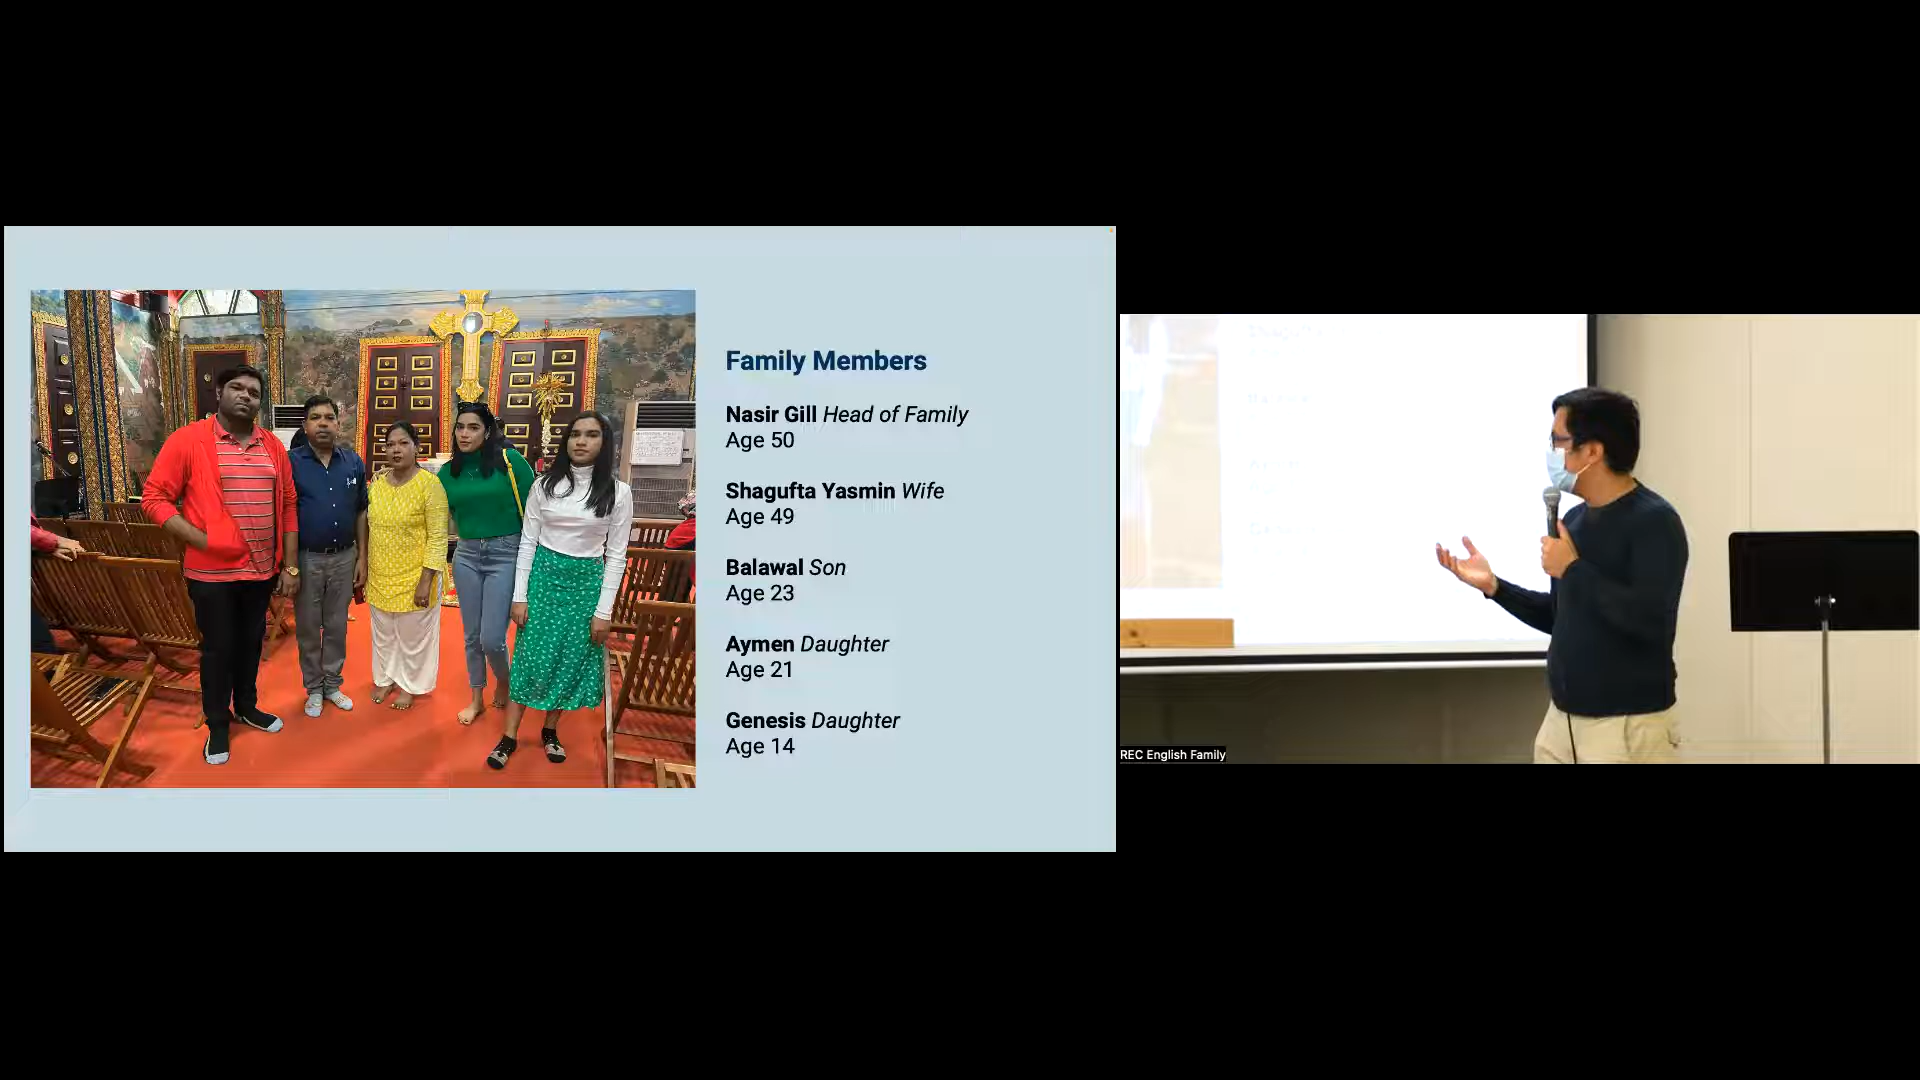 Family Members
Nasir Gill Head of Family
Age 50
Shagufta Yasmin Wife
Age 49
Balawal Son
Age 23
Aymen Daughter
Age 21
Genesis Daughter
Age 14
REC English Family